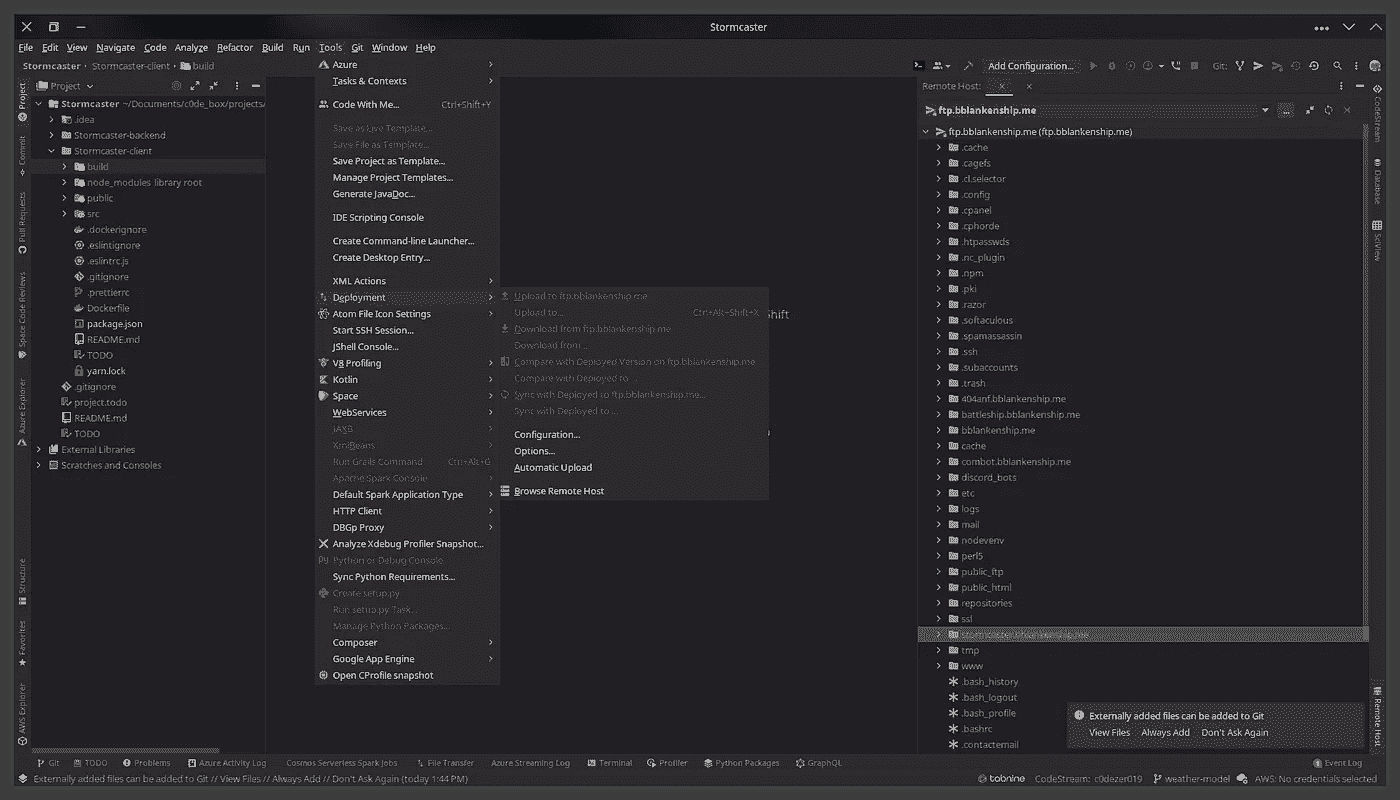 Stormcaster
File Edit View Navigate Code Analyze Refactor Build Run Tools Git Window Help
Stormcaster Stormcaster-client build
Add Configuration...
Git:
Project
Stormcaster ~/Documents/c0de_box/projects/
.idea
Stormcaster-backend
Stormcaster-client
build
node_modules library root
public
src
.dockerignore
.eslintignore
.eslintrc.js
.gitignore
.prettierrc
Dockerfile
package.json
README.md
TODO
yarn.lock
.gitignore
project.todo
README.md
TODO
External Libraries
Scratches and Consoles
Project
Commit
Pull Requests
Space Code Reviews
Azure Explorer
Structure
Favorites
AWS Explorer
Azure
Tasks & Contexts
Code With Me... Ctrl+Shift+Y
Save as Live Template...
Save File as Template...
Save Project as Template...
Manage Project Templates...
Generate JavaDoc...
IDE Scripting Console
Create Command-line Launcher...
Create Desktop Entry...
XML Actions
Deployment
Atom File Icon Settings
Start SSH Session...
JShell Console...
V8 Profiling
Kotlin
Space
WebServices
JAXB
XmlBeans
Run Grails Command Ctrl+Alt+G
Apache Spark Console
Default Spark Application Type
HTTP Client
DBGp Proxy
Analyze Xdebug Profiler Snapshot...
Python or Debug Console
Sync Python Requirements...
Create setup.py
Run setup.py Task...
Manage Python Packages...
Composer
Google App Engine
Open CProfile snapshot
Upload to ftp.bblankenship.me
Upload to... Ctrl+Alt+Shift+X
Download from ftp.bblankenship.me
Download from...
Compare with Deployed Version on ftp.bblankenship.me
Compare with Deployed to ...
Sync with Deployed to ftp.bblankenship.me...
Sync with Deployed to ...
Configuration...
Options...
Automatic Upload
Browse Remote Host
Shift
Remote Host:
ftp.bblankenship.me
ftp.bblankenship.me (ftp.bblankenship.me)
.cache
.cagefs
.cl.selector
.config
.cpanel
.cphorde
.htpasswds
.nc_plugin
.npm
.pki
.razor
.softaculous
.spamassassin
.ssh
.subaccounts
.trash
404anf.bblankenship.me
battleship.bblankenship.me
bblankenship.me
cache
combot.bblankenship.me
discord_bots
etc
logs
mail
nodevenv
perl5
public_ftp
public_html
repositories
ssl
stormcaster.bblankenship.me
tmp
www
.bash_history
.bash_logout
.bash_profile
.bashrc
.contactemail
CodeStream
Database
SciView
Remote Host
Externally added files can be added to Git
View Files Always Add Don't Ask Again
Git TODO Problems Azure Activity Log Cosmos Serverless Spark Jobs File Transfer Azure Streaming Log Terminal Profiler Python Packages GraphQL Event Log
Externally added files can be added to Git // View Files // Always Add // Don't Ask Again (today 1:44 PM)
tabnine CodeStream: c0dezer019 weather-model AWS: No credentials selected